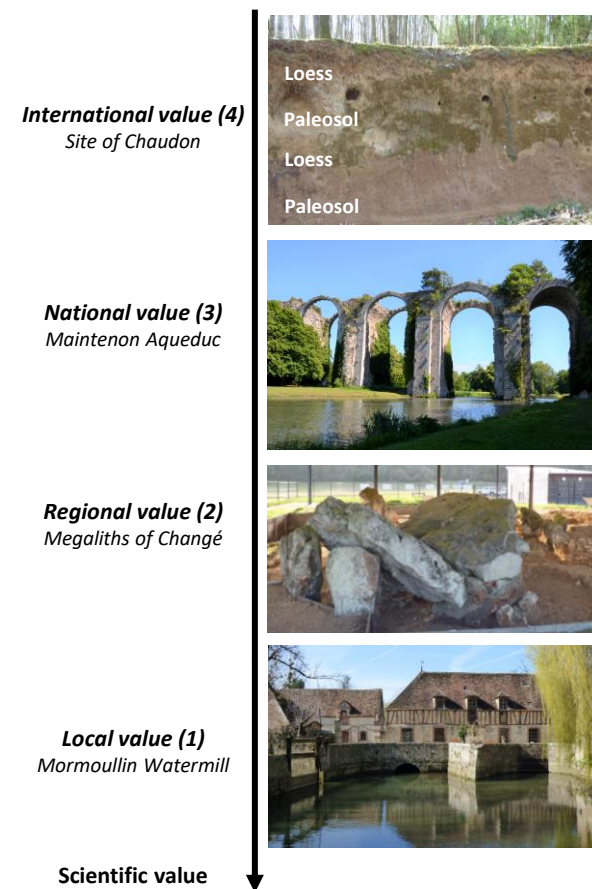 International value (4)
Site of Chaudon
Loess
Paleosol
Loess
Paleosol
National value (3)
Maintenon Aqueduc
Regional value (2)
Megaliths of Changé
Local value (1)
Mormoullin Watermill
Scientific value